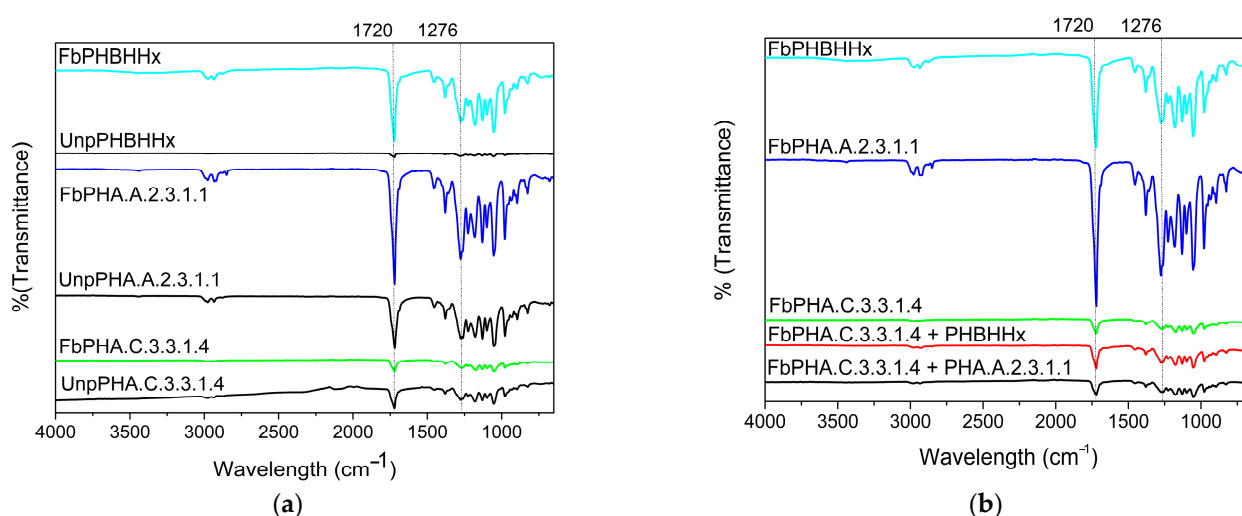 1720 1276
FbPHBHHx
UnpPHBHHx
FbPHA.A.2.3.1.1
UnpPHA.A.2.3.1.1
FbPHA.C.3.3.1.4
UnpPHA.C.3.3.1.4
%(Transmittance)
4000 3500 3000 2500 2000 1500 1000
Wavelength (cm⁻¹)
(a)
1720 1276
FbPHBHHx
FbPHA.A.2.3.1.1
FbPHA.C.3.3.1.4
FbPHA.C.3.3.1.4 + PHBHHx
FbPHA.C.3.3.1.4 + PHA.A.2.3.1.1
% (Transmittance)
4000 3500 3000 2500 2000 1500 1000
Wavelength (cm⁻¹)
(b)